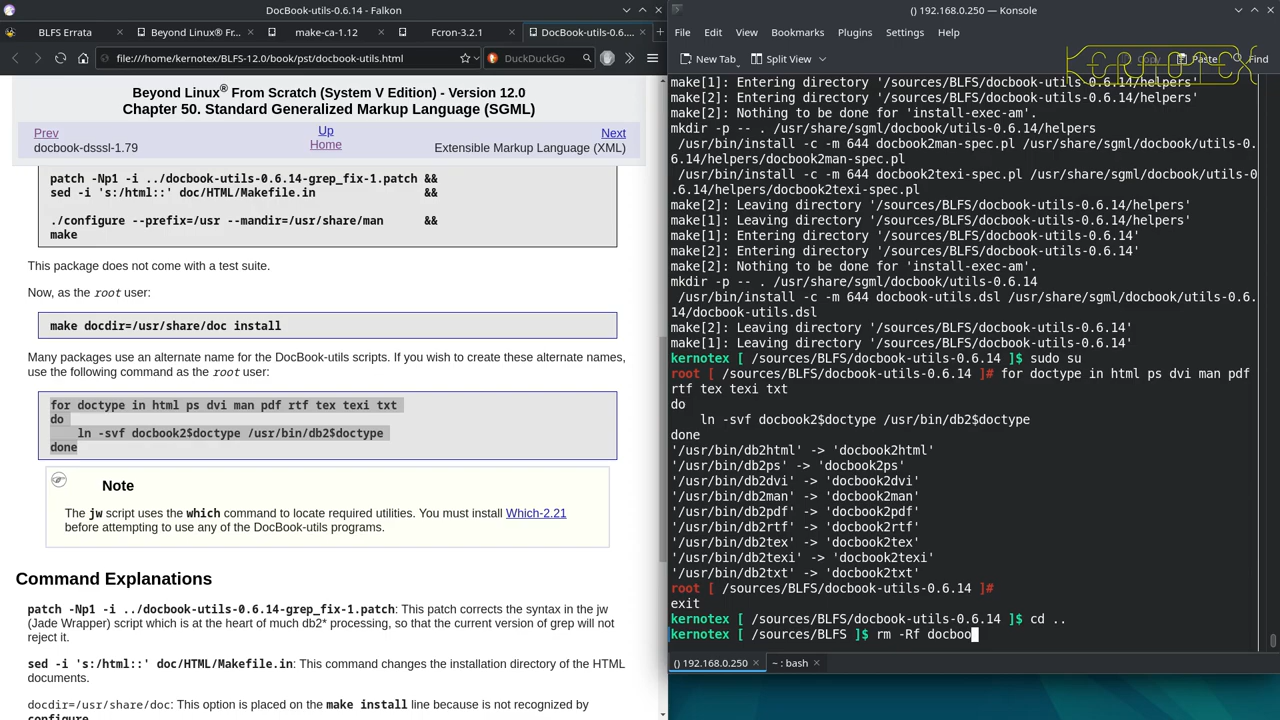 DocBook-utils-0.6.14 - Falkon
BLFS Errata
Beyond Linux® Fr...
make-ca-1.12
Fcron-3.2.1
DocBook-utils-0.6....
file:///home/kernotex/BLFS-12.0/book/pst/docbook-utils.html
DuckDuckGo
Beyond Linux® From Scratch (System V Edition) - Version 12.0
Chapter 50. Standard Generalized Markup Language (SGML)
Prev
Up
Next
docbook-dsssl-1.79
Home
Extensible Markup Language (XML)
patch -Np1 -i ../docbook-utils-0.6.14-grep_fix-1.patch &&
sed -i 's:/html::' doc/HTML/Makefile.in &&
./configure --prefix=/usr --mandir=/usr/share/man &&
make
This package does not come with a test suite.
Now, as the root user:
make docdir=/usr/share/doc install
Many packages use an alternate name for the DocBook-utils scripts. If you wish to create these alternate names,
use the following command as the root user:
for doctype in html ps dvi man pdf rtf tex texi txt
do
ln -svf docbook2$doctype /usr/bin/db2$doctype
done
Note
The jw script uses the which command to locate required utilities. You must install Which-2.21
before attempting to use any of the DocBook-utils programs.
Command Explanations
patch -Np1 -i ../docbook-utils-0.6.14-grep_fix-1.patch: This patch corrects the syntax in the jw
(Jade Wrapper) script which is at the heart of much db2* processing, so that the current version of grep will not
reject it.
sed -i 's:/html::' doc/HTML/Makefile.in: This command changes the installation directory of the HTML
documents.
docdir=/usr/share/doc: This option is placed on the make install line because is not recognized by
configure.
() 192.168.0.250 — Konsole
File Edit View Bookmarks Plugins Settings Help
New Tab
Split View
Copy
Paste
Find
KERNOTEX
make[1]: Entering directory '/sources/BLFS/docbook-utils-0.6.14/helpers'
make[2]: Entering directory '/sources/BLFS/docbook-utils-0.6.14/helpers'
make[2]: Nothing to be done for 'install-exec-am'.
mkdir -p -- . /usr/share/sgml/docbook/utils-0.6.14/helpers
/usr/bin/install -c -m 644 docbook2man-spec.pl /usr/share/sgml/docbook/utils-0.
6.14/helpers/docbook2man-spec.pl
/usr/bin/install -c -m 644 docbook2texi-spec.pl /usr/share/sgml/docbook/utils-0
.6.14/helpers/docbook2texi-spec.pl
make[2]: Leaving directory '/sources/BLFS/docbook-utils-0.6.14/helpers'
make[1]: Leaving directory '/sources/BLFS/docbook-utils-0.6.14/helpers'
make[1]: Entering directory '/sources/BLFS/docbook-utils-0.6.14'
make[2]: Entering directory '/sources/BLFS/docbook-utils-0.6.14'
make[2]: Nothing to be done for 'install-exec-am'.
mkdir -p -- . /usr/share/sgml/docbook/utils-0.6.14
/usr/bin/install -c -m 644 docbook-utils.dsl /usr/share/sgml/docbook/utils-0.6.
14/docbook-utils.dsl
make[2]: Leaving directory '/sources/BLFS/docbook-utils-0.6.14'
make[1]: Leaving directory '/sources/BLFS/docbook-utils-0.6.14'
kernotex [ /sources/BLFS/docbook-utils-0.6.14 ]$ sudo su
root [ /sources/BLFS/docbook-utils-0.6.14 ]# for doctype in html ps dvi man pdf
rtf tex texi txt
do
ln -svf docbook2$doctype /usr/bin/db2$doctype
done
'/usr/bin/db2html' -> 'docbook2html'
'/usr/bin/db2ps' -> 'docbook2ps'
'/usr/bin/db2dvi' -> 'docbook2dvi'
'/usr/bin/db2man' -> 'docbook2man'
'/usr/bin/db2pdf' -> 'docbook2pdf'
'/usr/bin/db2rtf' -> 'docbook2rtf'
'/usr/bin/db2tex' -> 'docbook2tex'
'/usr/bin/db2texi' -> 'docbook2texi'
'/usr/bin/db2txt' -> 'docbook2txt'
root [ /sources/BLFS/docbook-utils-0.6.14 ]#
exit
kernotex [ /sources/BLFS/docbook-utils-0.6.14 ]$ cd ..
kernotex [ /sources/BLFS ]$ rm -Rf docboo
() 192.168.0.250
~ : bash